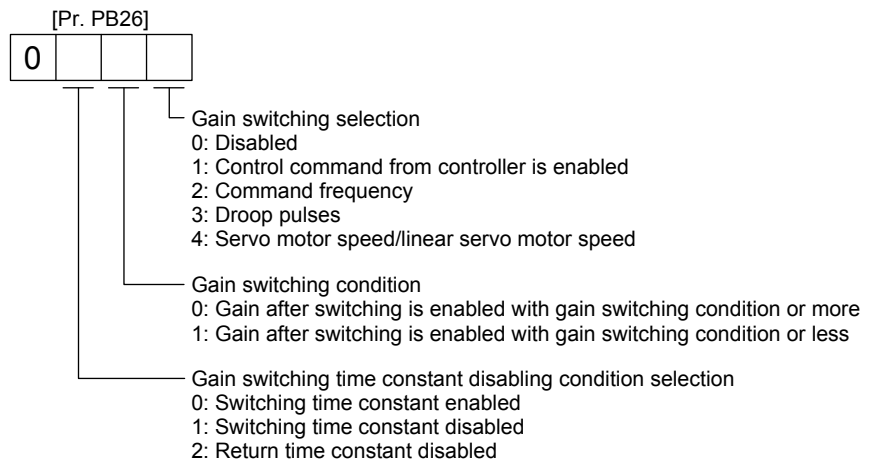 [Pr. PB26]
0
Gain switching selection
0: Disabled
1: Control command from controller is enabled
2: Command frequency
3: Droop pulses
4: Servo motor speed/linear servo motor speed
Gain switching condition
0: Gain after switching is enabled with gain switching condition or more
1: Gain after switching is enabled with gain switching condition or less
Gain switching time constant disabling condition selection
0: Switching time constant enabled
1: Switching time constant disabled
2: Return time constant disabled